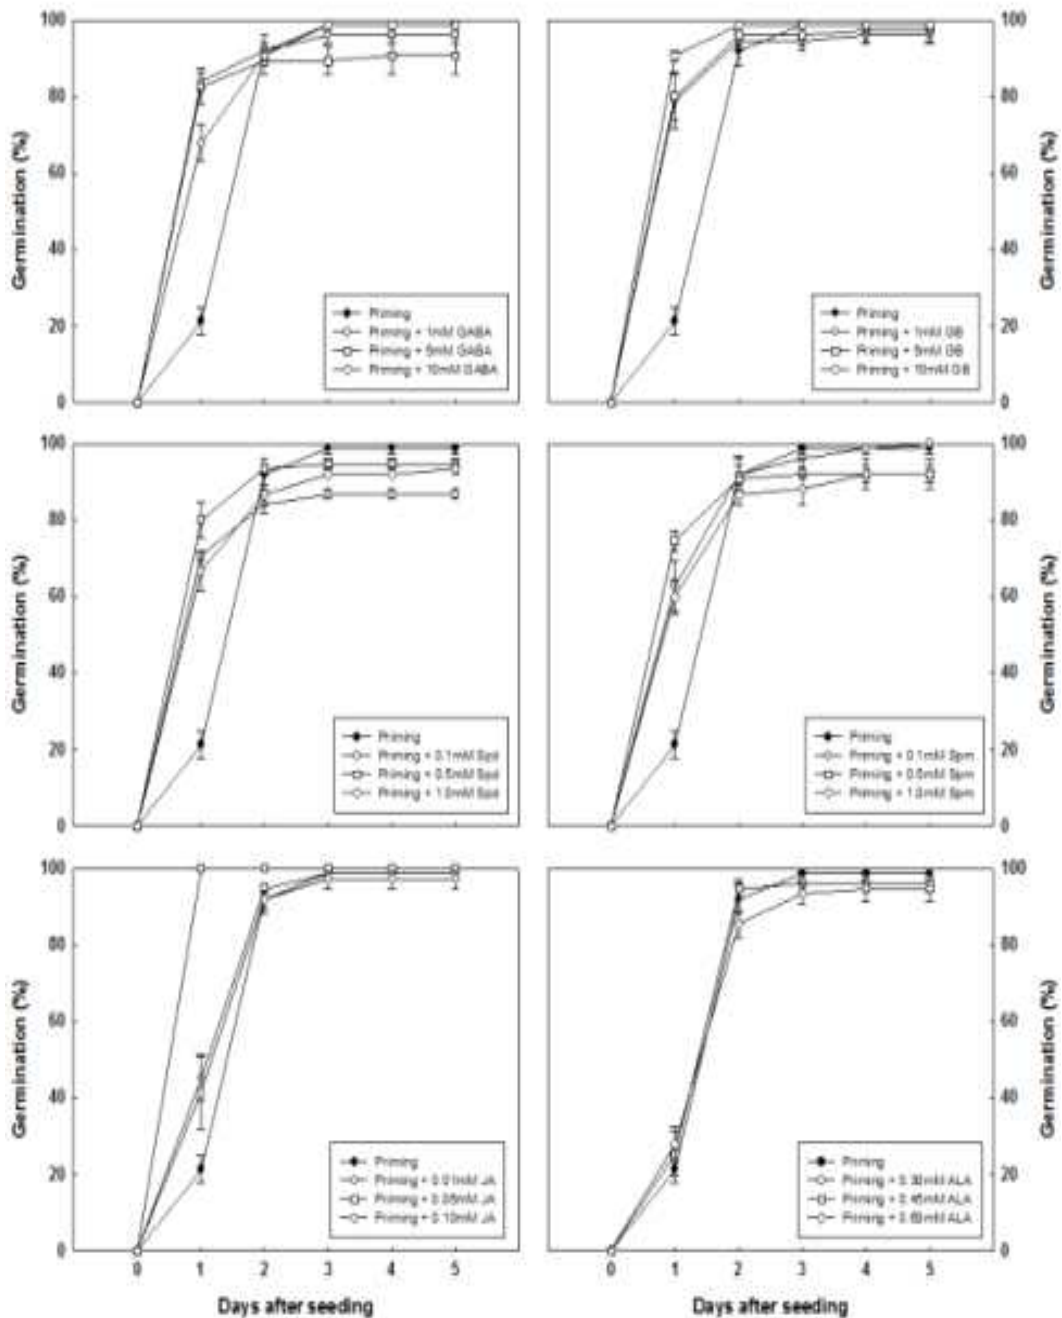 100
80
60
40
20
0
Germination (%)
Priming
Priming + 1mM GABA
Priming + 5mM GABA
Priming + 10mM GABA
100
80
60
40
20
0
Germination (%)
Priming
Priming + 1mM GB
Priming + 5mM GB
Priming + 10mM GB
100
80
60
40
20
0
Germination (%)
Priming
Priming + 0.1mM Spd
Priming + 0.5mM Spd
Priming + 1.0mM Spd
100
80
60
40
20
0
Germination (%)
Priming
Priming + 0.1mM Spm
Priming + 0.5mM Spm
Priming + 1.0mM Spm
100
80
60
40
20
0
Germination (%)
Priming
Priming + 0.01mM JA
Priming + 0.05mM JA
Priming + 0.10mM JA
0 1 2 3 4 5
Days after seeding
100
80
60
40
20
0
Germination (%)
Priming
Priming + 0.30mM ALA
Priming + 0.45mM ALA
Priming + mM ALA
0 1 2 3 4 5
Days after seeding